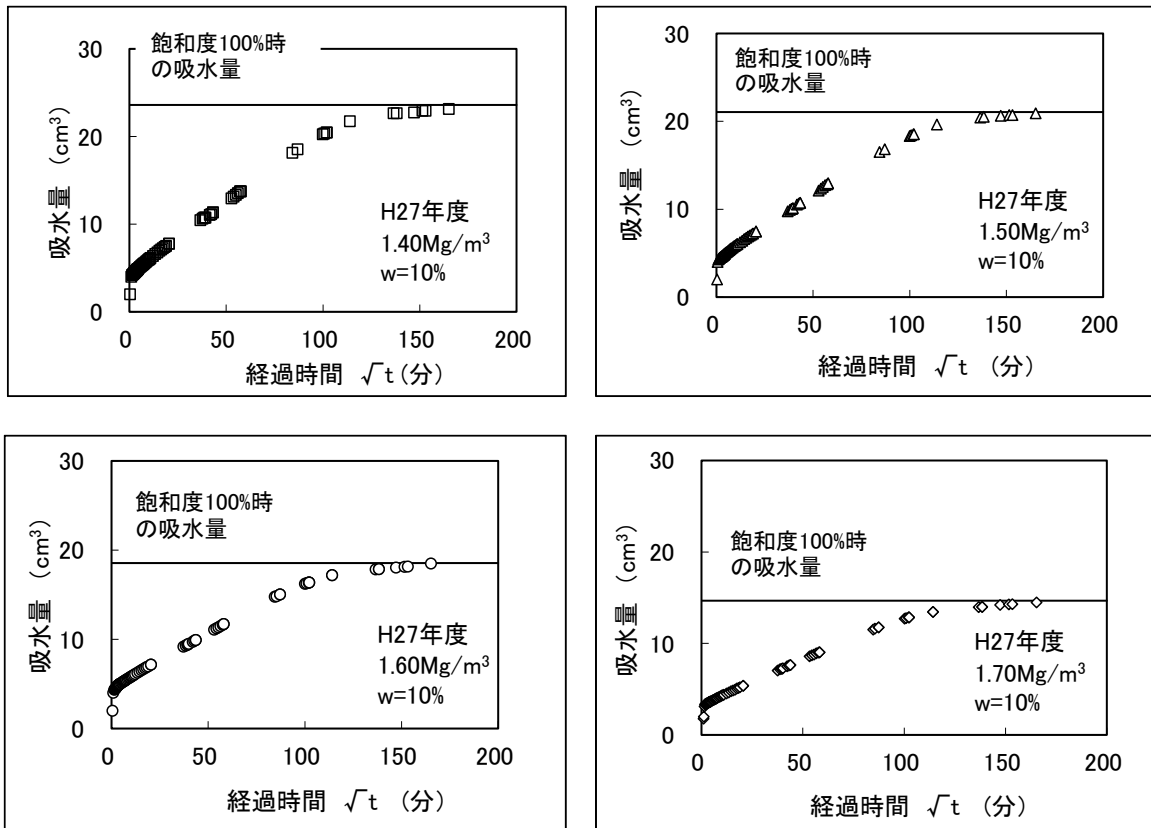 30
20
10
0
吸水量 (cm³)
飽和度100%時
の吸水量
H27年度
1.40Mg/m³
w=10%
0 50 100 150 200
経過時間 √t(分)
30
20
10
0
吸水量 (cm³)
飽和度100%時
の吸水量
H27年度
1.50Mg/m³
w=10%
0 50 100 150 200
経過時間 √t (分)
30
20
10
0
吸水量 (cm³)
飽和度100%時
の吸水量
H27年度
1.60Mg/m³
w=10%
0 50 100 150 200
経過時間 √t (分)
30
20
10
0
吸水量 (cm³)
飽和度100%時
の吸水量
H27年度
1.70Mg/m³
w=10%
0 50 100 150 200
経過時間 √t (分)